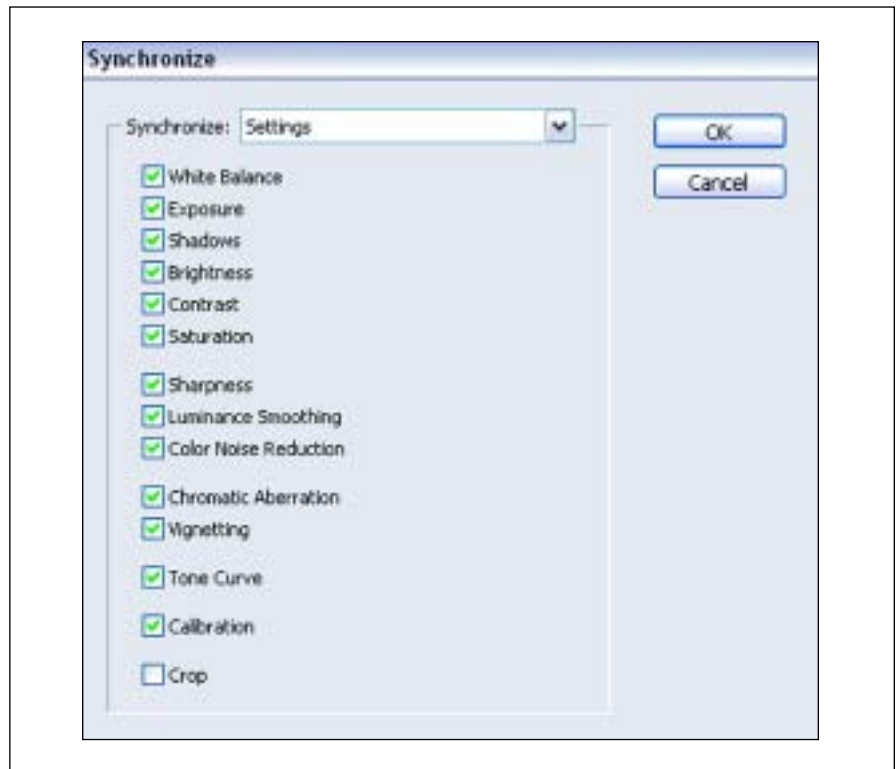 Synchronize
Synchronize: Settings
OK
Cancel
White Balance
Exposure
Shadows
Brightness
Contrast
Saturation
Sharpness
Luminance Smoothing
Color Noise Reduction
Chromatic Aberration
Vignetting
Tone Curve
Calibration
Crop